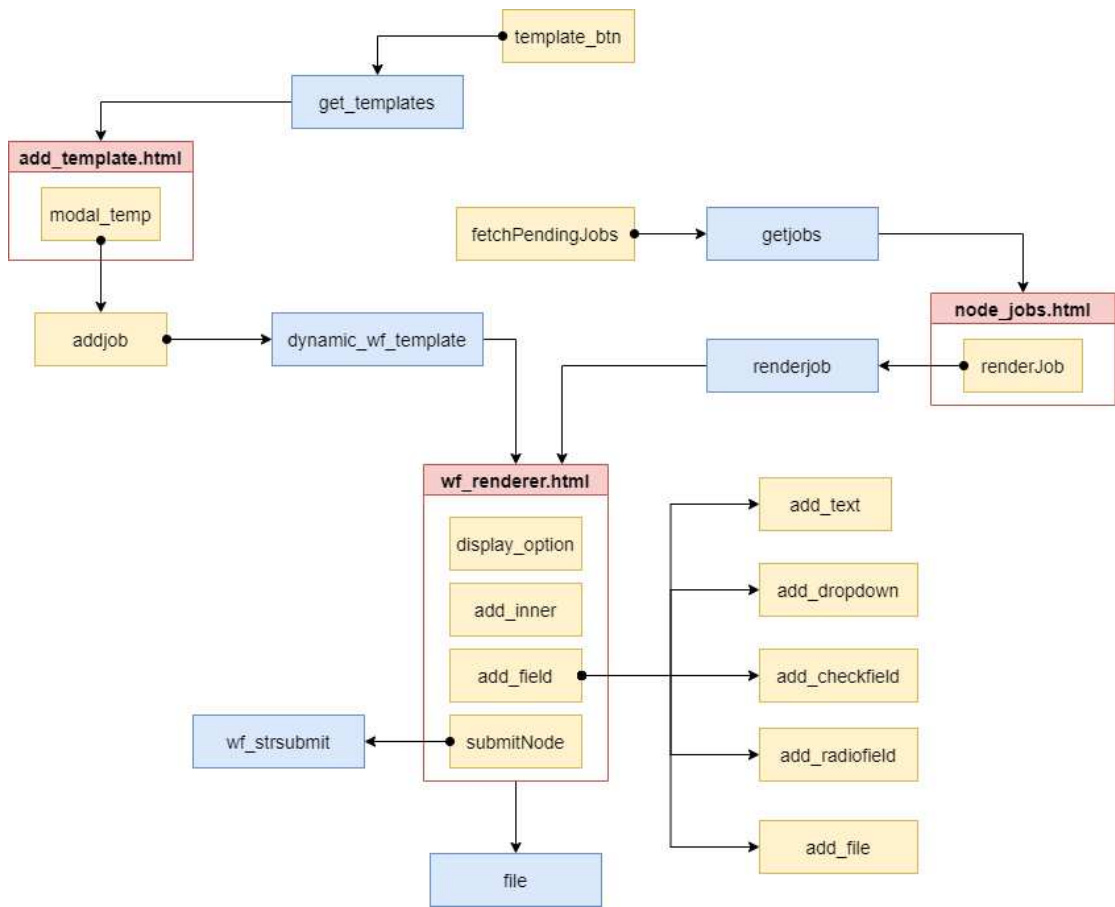 template_btn
get_templates
add_template.html
modal_temp
fetchPendingJobs
getjobs
node_jobs.html
addjob
dynamic_wf_template
renderjob
renderJob
wf_renderer.html
add_text
display_option
add_dropdown
add_inner
add_field
add_checkfield
wf_strsubmit
submitNode
add_radiofield
add_file
file